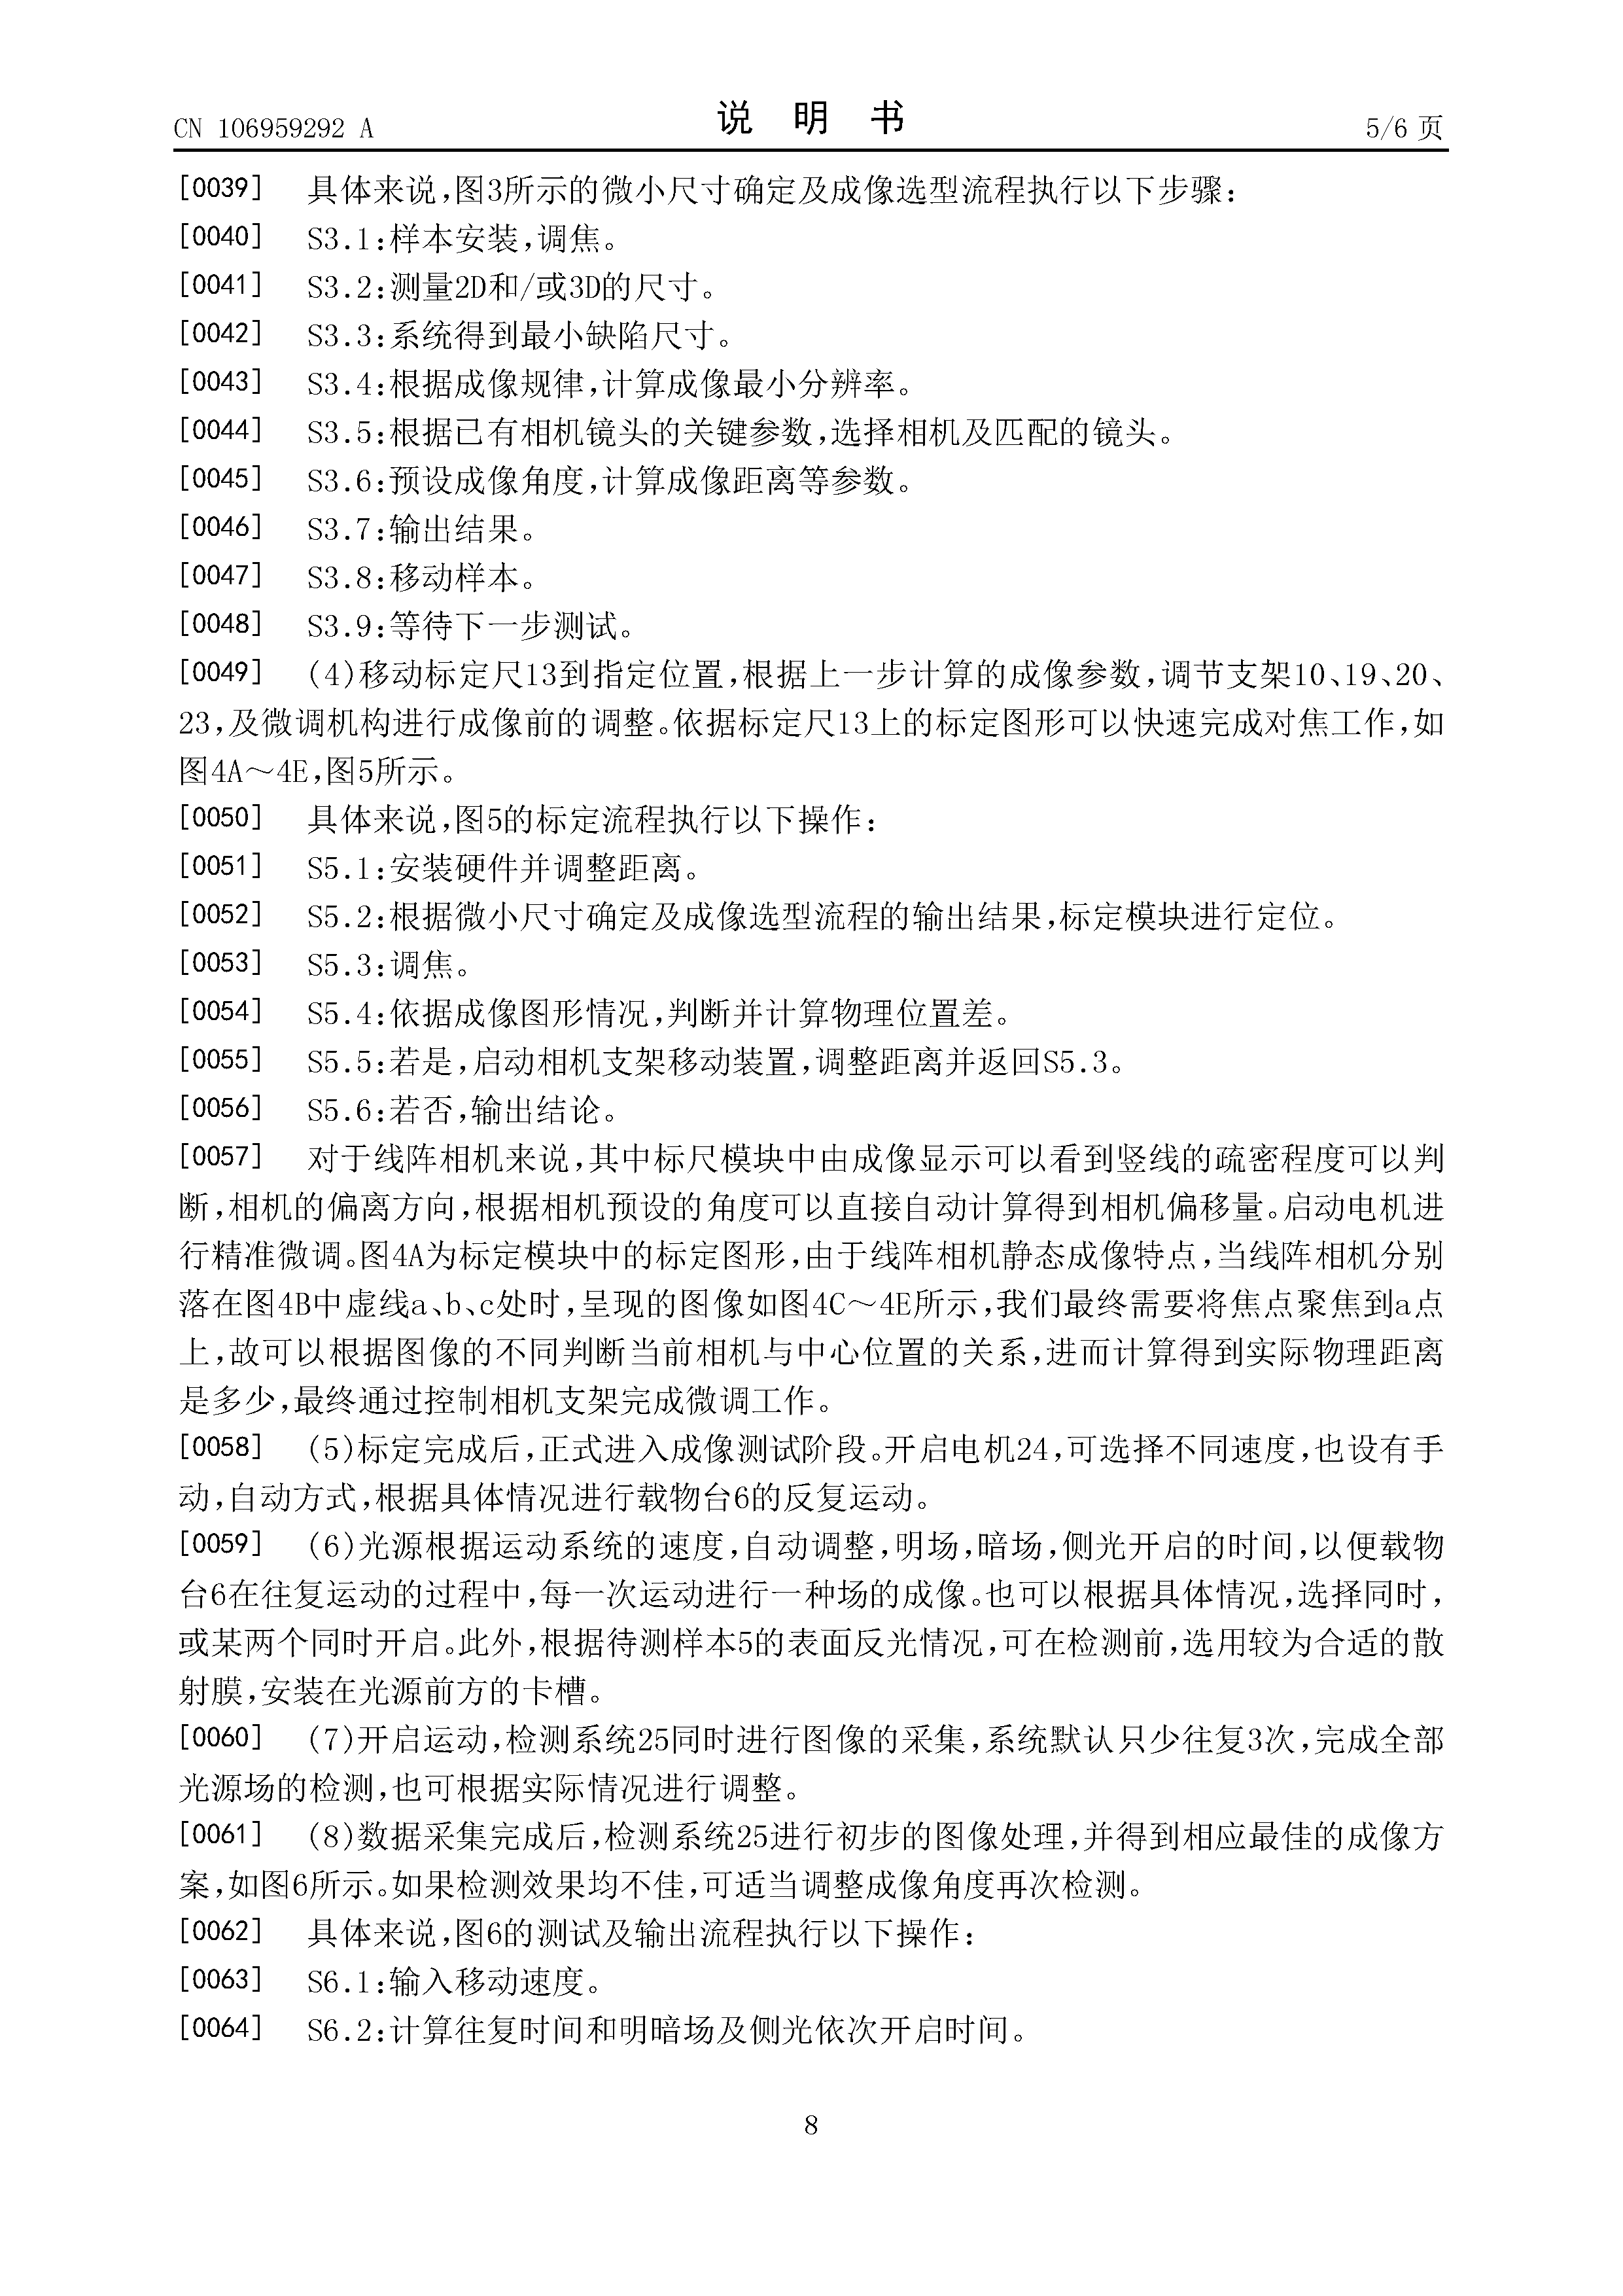 CN 106959292 A
说 明 书
5/6 页
[0039] 具体来说,图3所示的微小尺寸确定及成像选型流程执行以下步骤:
[0040] S3.1:样本安装,调焦。
[0041] S3.2:测量2D和/或3D的尺寸。
[0042] S3.3:系统得到最小缺陷尺寸。
[0043] S3.4:根据成像规律,计算成像最小分辨率。
[0044] S3.5:根据已有相机镜头的关键参数,选择相机及匹配的镜头。
[0045] S3.6:预设成像角度,计算成像距离等参数。
[0046] S3.7:输出结果。
[0047] S3.8:移动样本。
[0048] S3.9:等待下一步测试。
[0049] (4)移动标定尺13到指定位置,根据上一步计算的成像参数,调节支架10、19、20、
23,及微调机构进行成像前的调整。依据标定尺13上的标定图形可以快速完成对焦工作,如
图4A～4E,图5所示。
[0050] 具体来说,图5的标定流程执行以下操作:
[0051] S5.1:安装硬件并调整距离。
[0052] S5.2:根据微小尺寸确定及成像选型流程的输出结果,标定模块进行定位。
[0053] S5.3:调焦。
[0054] S5.4:依据成像图形情况,判断并计算物理位置差。
[0055] S5.5:若是,启动相机支架移动装置,调整距离并返回S5.3。
[0056] S5.6:若否,输出结论。
[0057] 对于线阵相机来说,其中标尺模块中由成像显示可以看到竖线的疏密程度可以判
断,相机的偏离方向,根据相机预设的角度可以直接自动计算得到相机偏移量。启动电机进
行精准微调。图4A为标定模块中的标定图形,由于线阵相机静态成像特点,当线阵相机分别
落在图4B中虚线a、b、c处时,呈现的图像如图4C～4E所示,我们最终需要将焦点聚焦到a点
上,故可以根据图像的不同判断当前相机与中心位置的关系,进而计算得到实际物理距离
是多少,最终通过控制相机支架完成微调工作。
[0058] (5)标定完成后,正式进入成像测试阶段。开启电机24,可选择不同速度,也设有手
动,自动方式,根据具体情况进行载物台6的反复运动。
[0059] (6)光源根据运动系统的速度,自动调整,明场,暗场,侧光开启的时间,以便载物
台6在往复运动的过程中,每一次运动进行一种场的成像。也可以根据具体情况,选择同时,
或某两个同时开启。此外,根据待测样本5的表面反光情况,可在检测前,选用较为合适的散
射膜,安装在光源前方的卡槽。
[0060] (7)开启运动,检测系统25同时进行图像的采集,系统默认只少往复3次,完成全部
光源场的检测,也可根据实际情况进行调整。
[0061] (8)数据采集完成后,检测系统25进行初步的图像处理,并得到相应最佳的成像方
案,如图6所示。如果检测效果均不佳,可适当调整成像角度再次检测。
[0062] 具体来说,图6的测试及输出流程执行以下操作:
[0063] S6.1:输入移动速度。
[0064] S6.2:计算往复时间和明暗场及侧光依次开启时间。
8